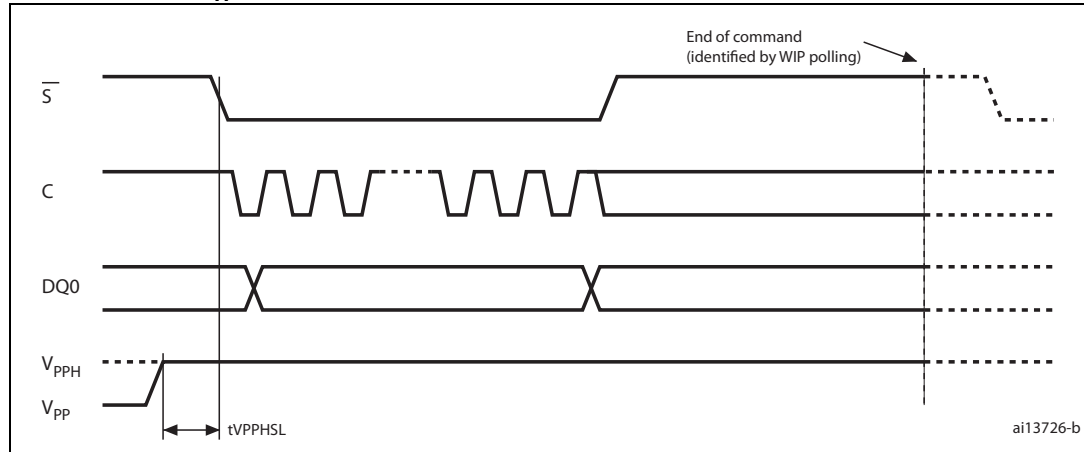 End of command
(identified by WIP polling)
S
C
DQ0
VPPH
VPP
tVPPHSL
ai13726-b